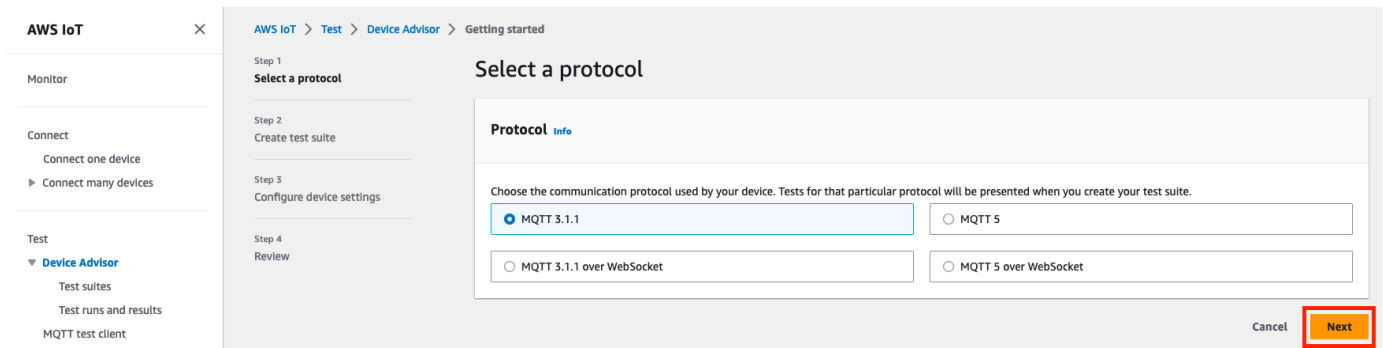 AWS IoT
Monitor
Connect
Connect one device
Connect many devices
Test
Device Advisor
Test suites
Test runs and results
MQTT test client
AWS IoT > Test > Device Advisor > Getting started
Step 1
Select a protocol
Step 2
Create test suite
Step 3
Configure device settings
Step 4
Review
Select a protocol
Protocol Info
Choose the communication protocol used by your device. Tests for that particular protocol will be presented when you create your test suite.
MQTT 3.1.1
MQTT 5
MQTT 3.1.1 over WebSocket
MQTT 5 over WebSocket
Cancel
Next